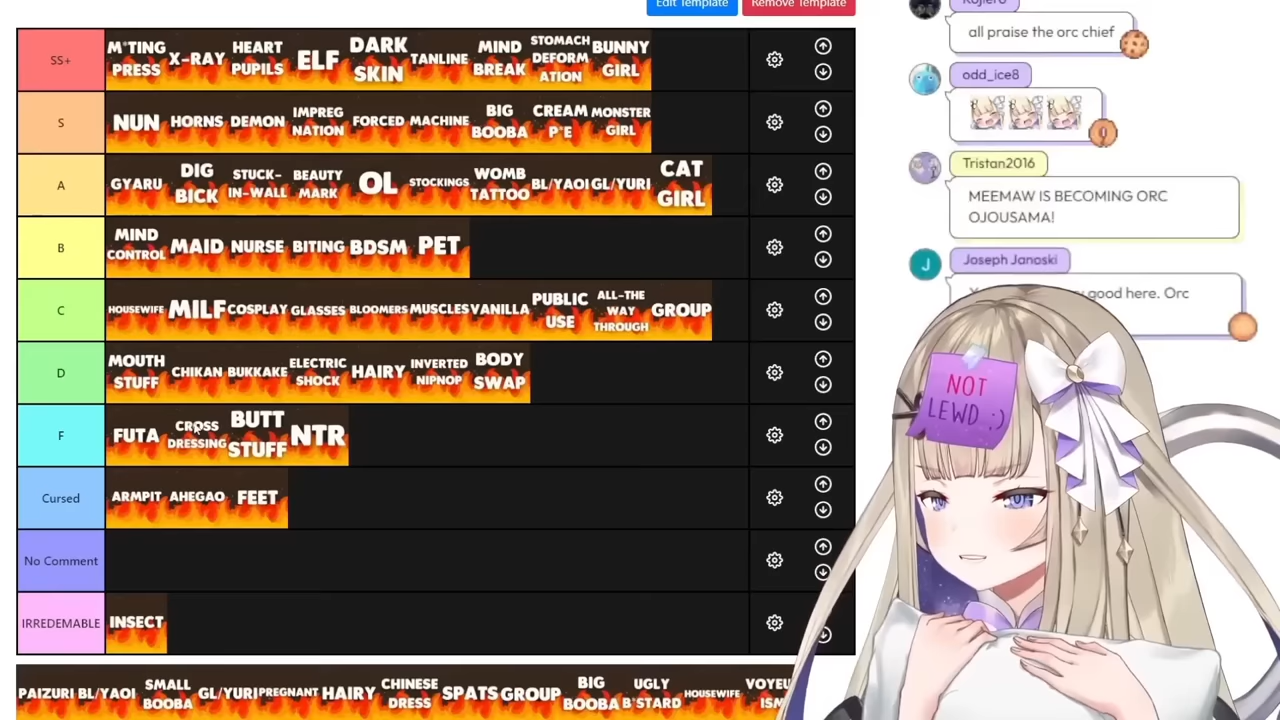 Edit Template
Remove Template
SS+
M*TING PRESS
X-RAY
HEART PUPILS
ELF
DARK SKIN
TANLINE
MIND BREAK
STOMACH DEFORM ATION
BUNNY GIRL
S
NUN
HORNS
DEMON
IMPREG NATION
FORCED
MACHINE
BIG BOOBA
CREAM P*E
MONSTER GIRL
A
GYARU
DIG BICK
STUCK-IN-WALL
BEAUTY MARK
OL
STOCKINGS
WOMB TATTOO
BL/YAOI
GL/YURI
CAT GIRL
B
MIND CONTROL
MAID
NURSE
BITING
BDSM
PET
C
HOUSEWIFE
MILF
COSPLAY
GLASSES
BLOOMERS
MUSCLES
VANILLA
PUBLIC USE
ALL-THE WAY THROUGH
GROUP
D
MOUTH STUFF
CHIKAN
BUKKAKE
ELECTRIC SHOCK
HAIRY
INVERTED NIPNOP
BODY SWAP
F
FUTA
CROSS DRESSING
BUTT STUFF
NTR
Cursed
ARMPIT
AHEGAO
FEET
No Comment
IRREDEMABLE
INSECT
PAIZURI
BL/YAOI
SMALL BOOBA
GL/YURI
PREGNANT
HAIRY
CHINESE DRESS
SPATS
GROUP
BIG BOOBA
UGLY B*STARD
HOUSEWIFE
all praise the orc chief
odd_ice8
Tristan2016
MEEMAW IS BECOMING ORC
OJOUSAMA!
Joseph Janoski
good here. Orc
NOT
LEWD :)